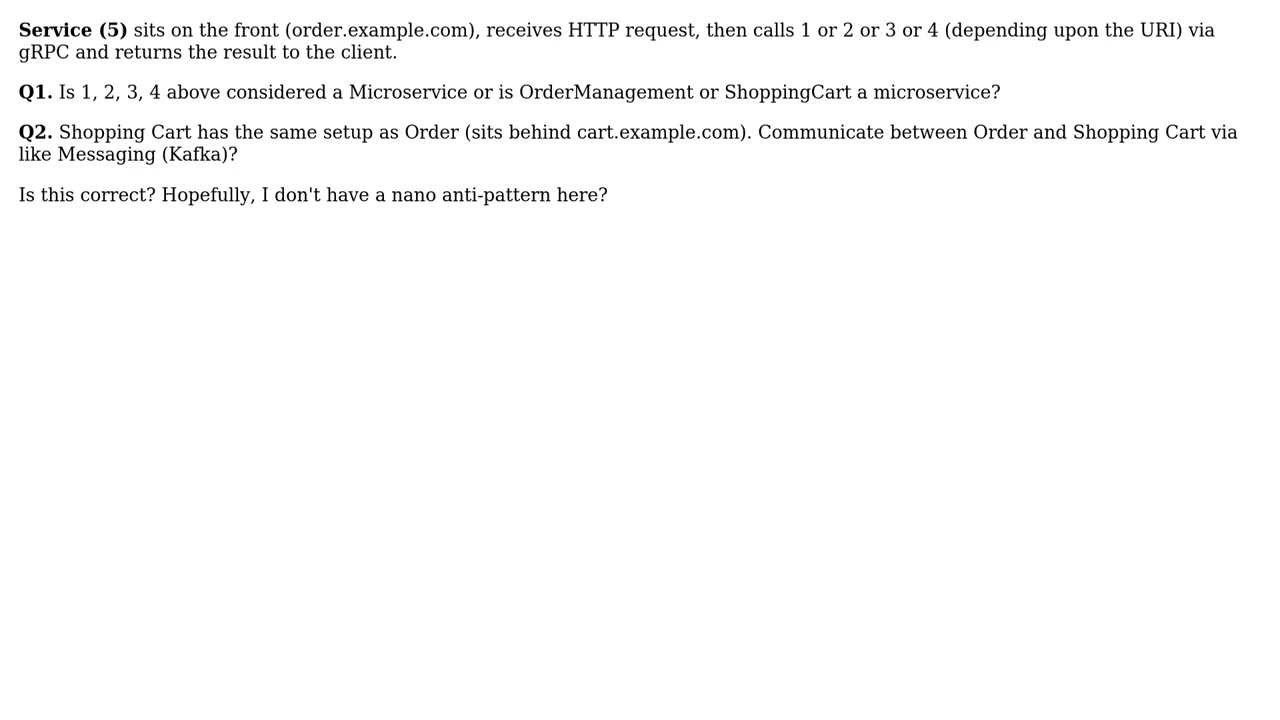 Service (5) sits on the front (order.example.com), receives HTTP request, then calls 1 or 2 or 3 or 4 (depending upon the URI) via
gRPC and returns the result to the client.
Q1. Is 1, 2, 3, 4 above considered a Microservice or is OrderManagement or ShoppingCart a microservice?
Q2. Shopping Cart has the same setup as Order (sits behind cart.example.com). Communicate between Order and Shopping Cart via
like Messaging (Kafka)?
Is this correct? Hopefully, I don't have a nano anti-pattern here?